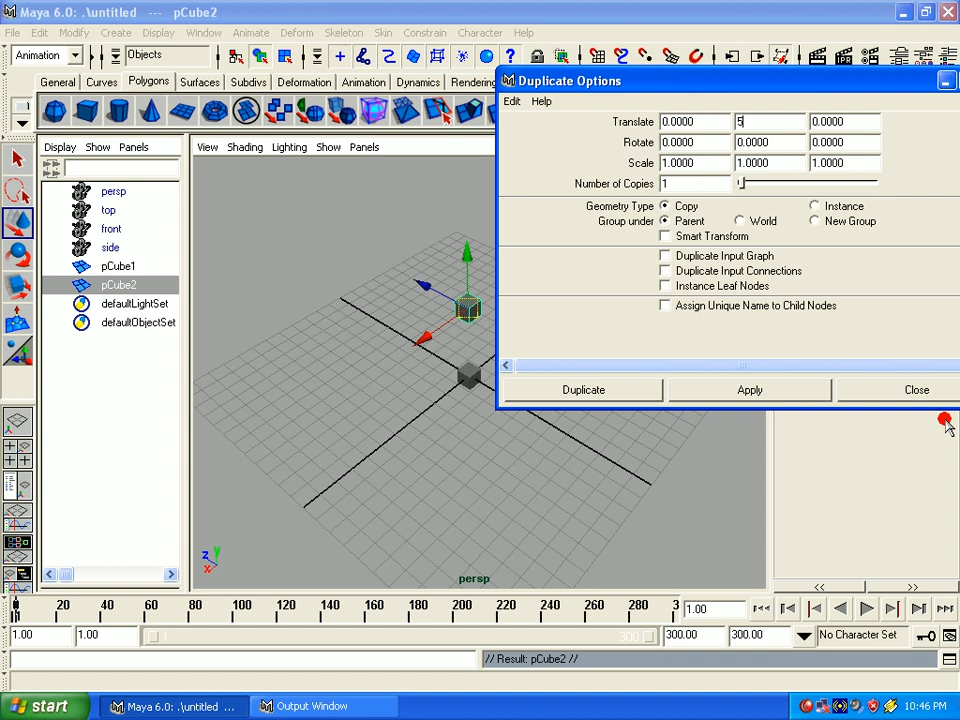 Maya 6.0: .\untitled --- pCube2
File Edit Modify Create Display Window Animate Deform Skeleton Skin Constrain Character Help
Animation Objects
General Curves Polygons Surfaces Subdivs Deformation Animation Dynamics Rendering
Duplicate Options
Edit Help
Translate 0.0000 5 0.0000
Rotate 0.0000 0.0000 0.0000
Scale 1.0000 1.0000 1.0000
Number of Copies 1
Geometry Type Copy Instance
Group under Parent World New Group
Smart Transform
Duplicate Input Graph
Duplicate Input Connections
Instance Leaf Nodes
Assign Unique Name to Child Nodes
Duplicate Apply Close
Display Show Panels
View Shading Lighting Show Panels
persp
top
front
side
pCube1
pCube2
defaultLightSet
defaultObjectSet
z y
x
persp
<< >>
20 40 60 80 100 120 140 160 180 200 220 240 260 280 3
1.00
1.00 1.00 1 300 300.00 300.00 No Character Set
// Result: pCube2 //
start Maya 6.0: .\untitled ... Output Window 10:46 PM